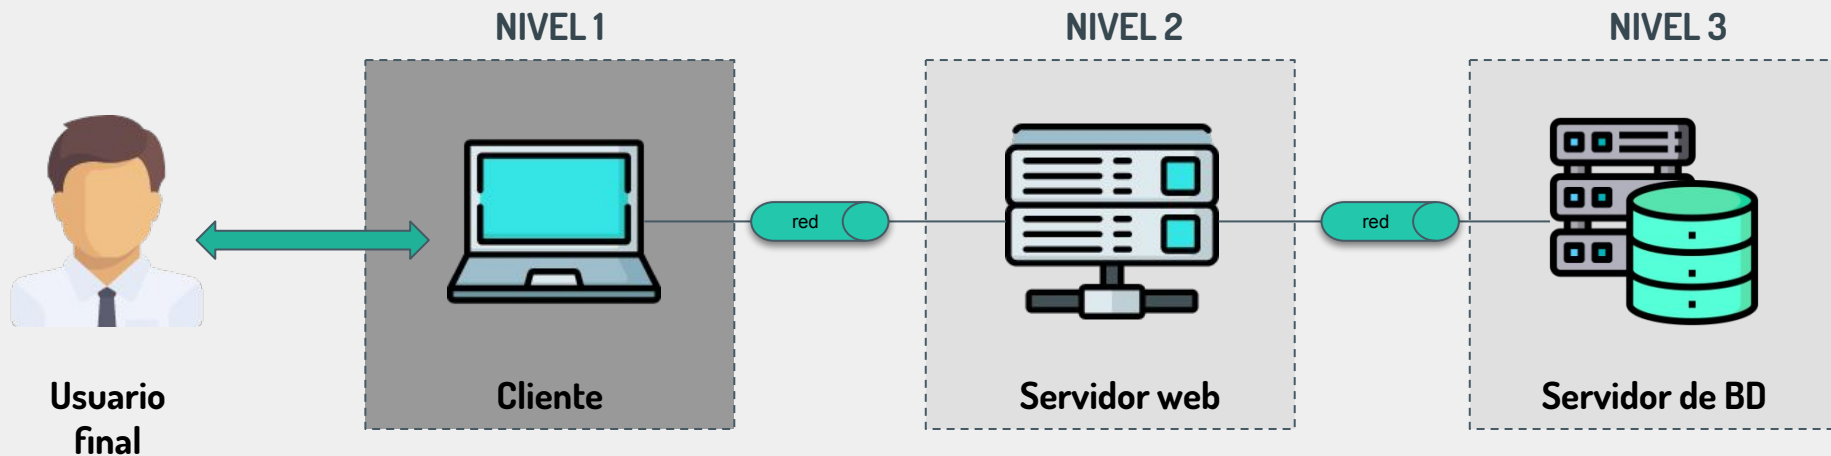 NIVEL 1
NIVEL 2
NIVEL 3
red
red
Usuario
final
Cliente
Servidor web
Servidor de BD